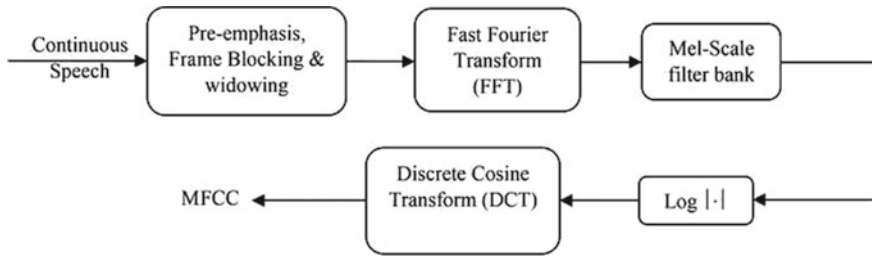 Continuous
Speech
Pre-emphasis,
Frame Blocking &
widowing
Fast Fourier
Transform
(FFT)
Mel-Scale
filter bank
Log |·|
Discrete Cosine
Transform (DCT)
MFCC